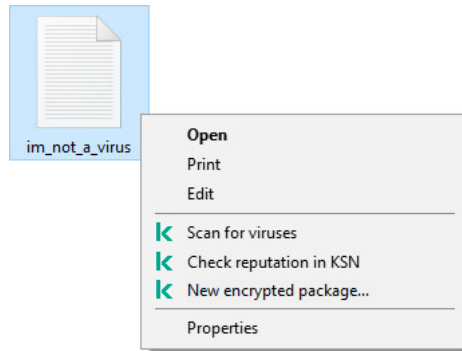 im_not_a_virus
Open
Print
Edit
Scan for viruses
Check reputation in KSN
New encrypted package...
Properties